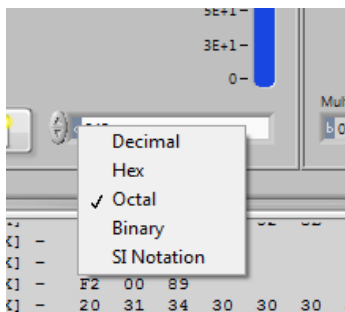 5E+1-
3E+1-
0-
Mul
b 0
Decimal
Hex
✓ Octal
Binary
SI Notation
X] -
X] -
X] - F2 00 89
X] - 20 31 34 30 30 30